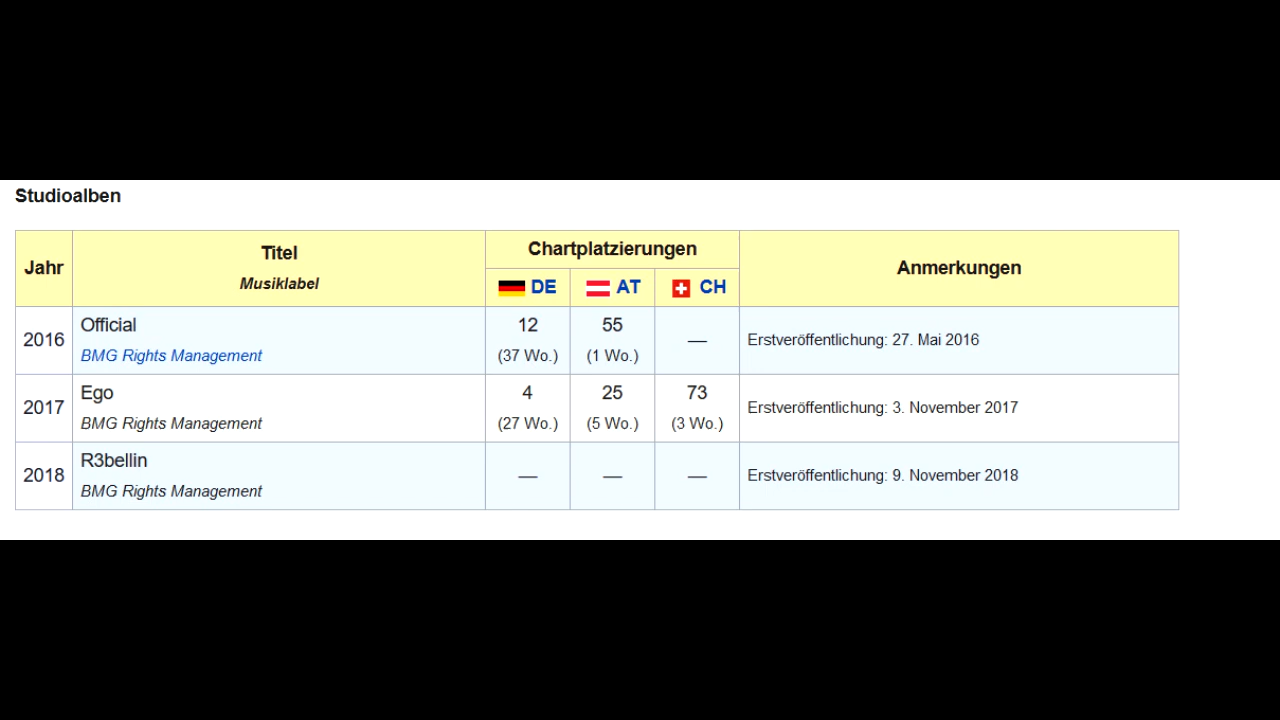 Studioalben
Jahr
Titel
Musiklabel
Chartplatzierungen
Anmerkungen
DE
AT
CH
2016
Official
BMG Rights Management
12
(37 Wo.)
55
(1 Wo.)
—
Erstveröffentlichung: 27. Mai 2016
2017
Ego
BMG Rights Management
4
(27 Wo.)
25
(5 Wo.)
73
(3 Wo.)
Erstveröffentlichung: 3. November 2017
2018
R3bellin
BMG Rights Management
—
—
—
Erstveröffentlichung: 9. November 2018